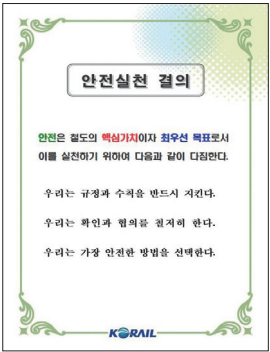 안전실천 결의
안전은 철도의 핵심가치이자 최우선 목표로서
이를 실천하기 위하여 다음과 같이 다짐한다.
우리는 규정과 수칙을 반드시 지킨다.
우리는 확인과 협의를 철저히 한다.
우리는 가장 안전한 방법을 선택한다.
KORAIL